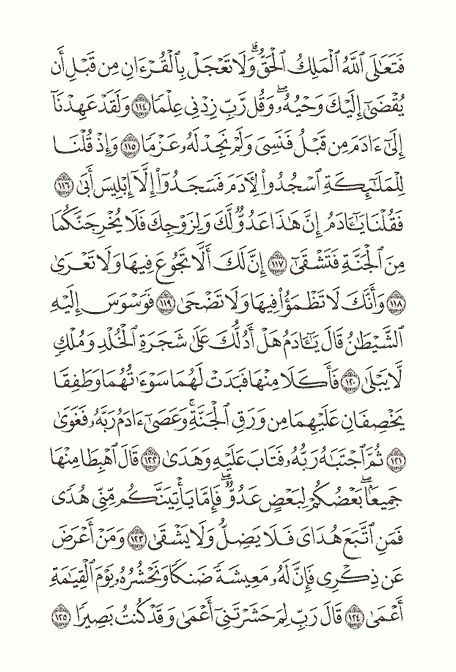 فَتَعَٰلَى ٱللَّهُ ٱلْمَلِكُ ٱلْحَقُّ ۗ وَلَا تَعْجَلْ بِٱلْقُرْءَانِ مِن قَبْلِ أَن
يُقْضَىٰٓ إِلَيْكَ وَحْيُهُۥ ۖ وَقُل رَّبِّ زِدْنِى عِلْمًا ١١٤ وَلَقَدْ عَهِدْنَآ
إِلَىٰٓ ءَادَمَ مِن قَبْلُ فَنَسِىَ وَلَمْ نَجِدْ لَهُۥ عَزْمًا ١١٥ وَإِذْ قُلْنَا
لِلْمَلَٰٓئِكَةِ ٱسْجُدُوا۟ لِءَادَمَ فَسَجَدُوٓا۟ إِلَّآ إِبْلِيسَ أَبَىٰ ١١٦
فَقُلْنَا يَٰٓـَٔادَمُ إِنَّ هَٰذَا عَدُوٌّ لَّكَ وَلِزَوْجِكَ فَلَا يُخْرِجَنَّكُمَا
مِنَ ٱلْجَنَّةِ فَتَشْقَىٰٓ ١١٧ إِنَّ لَكَ أَلَّا تَجُوعَ فِيهَا وَلَا تَعْرَىٰ
١١٨ وَأَنَّكَ لَا تَظْمَؤُا۟ فِيهَا وَلَا تَضْحَىٰ ١١٩ فَوَسْوَسَ إِلَيْهِ
ٱلشَّيْطَٰنُ قَالَ يَٰٓـَٔادَمُ هَلْ أَدُلُّكَ عَلَىٰ شَجَرَةِ ٱلْخُلْدِ وَمُلْكٍ
لَّا يَبْلَىٰ ١٢٠ فَأَكَلَا مِنْهَا فَبَدَتْ لَهُمَا سَوْءَٰتُهُمَا وَطَفِقَا
يَخْصِفَانِ عَلَيْهِمَا مِن وَرَقِ ٱلْجَنَّةِ ۚ وَعَصَىٰٓ ءَادَمُ رَبَّهُۥ فَغَوَىٰ
١٢١ ثُمَّ ٱجْتَبَٰهُ رَبُّهُۥ فَتَابَ عَلَيْهِ وَهَدَىٰ ١٢٢ قَالَ ٱهْبِطَا مِنْهَا
جَمِيعًۢا ۖ بَعْضُكُمْ لِبَعْضٍ عَدُوٌّ ۖ فَإِمَّا يَأْتِيَنَّكُم مِّنِّى هُدًى
فَمَنِ ٱتَّبَعَ هُدَاىَ فَلَا يَضِلُّ وَلَا يَشْقَىٰ ١٢٣ وَمَنْ أَعْرَضَ
عَن ذِكْرِى فَإِنَّ لَهُۥ مَعِيشَةً ضَنكًا وَنَحْشُرُهُۥ يَوْمَ ٱلْقِيَٰمَةِ
أَعْمَىٰ ١٢٤ قَالَ رَبِّ لِمَ حَشَرْتَنِىٓ أَعْمَىٰ وَقَدْ كُنتُ بَصِيرًا ١٢٥